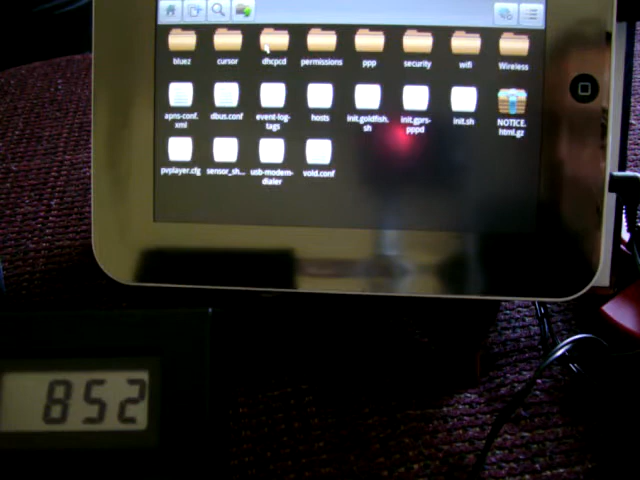 bluez cursor dhcpcd permissions ppp security wifi Wireless
apns-conf.xml dbus.conf event-log-tags hosts init.goldfish.sh init.gprs-pppd init.sh NOTICE.html.gz
pvplayer.cfg sensor_sh... usb-modem-dialer vold.conf
852